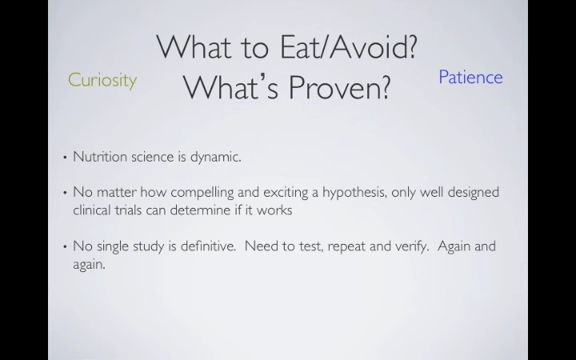 What to Eat/Avoid?
Curiosity
What's Proven?
Patience
• Nutrition science is dynamic.
• No matter how compelling and exciting a hypothesis, only well designed
clinical trials can determine if it works
• No single study is definitive.  Need to test, repeat and verify.  Again and
again.